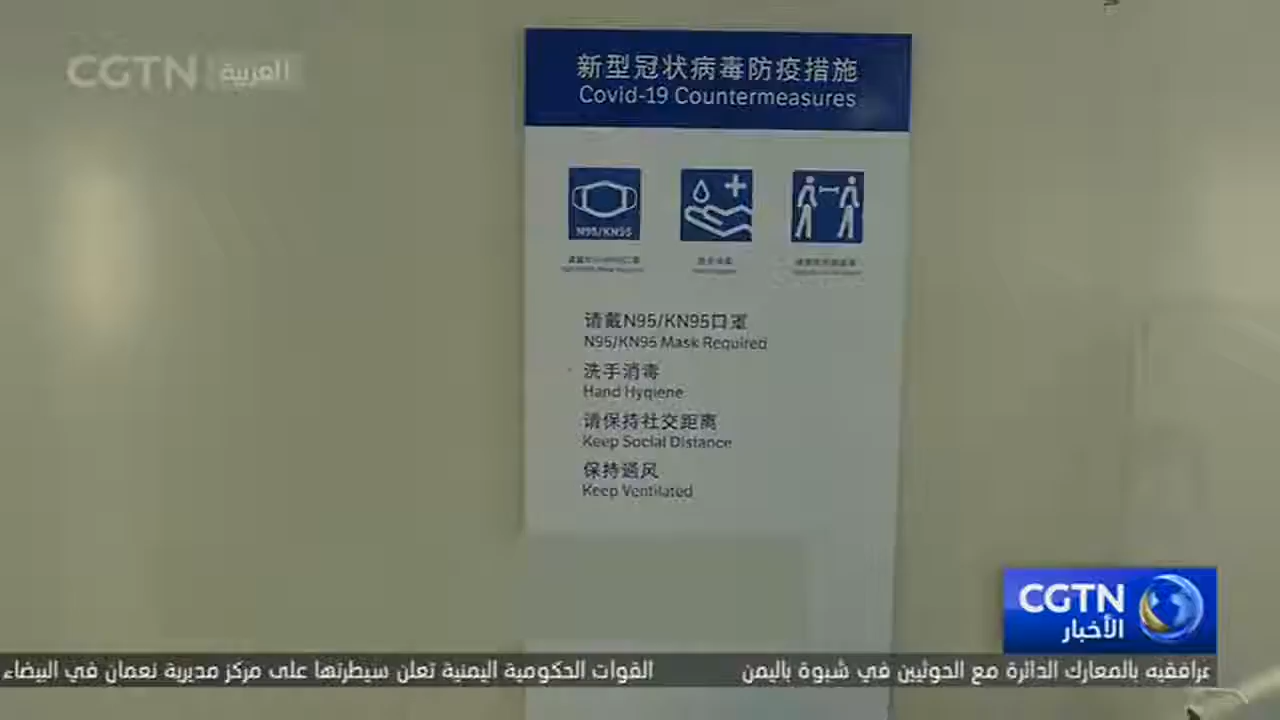 CGTN العربية
新型冠状病毒防疫措施
Covid-19 Countermeasures
N95/KN95
请戴N95/KN95口罩
N95/KN95 Mask Required
洗手消毒
Hand Hygiene
请保持社交距离
Keep Social Distance
保持通风
Keep Ventilated
CGTN
الأخبار
مرافقيه بالمعارك الدائرة مع الحوثيين في شبوة باليمن
القوات الحكومية اليمنية تعلن سيطرتها على مركز مديرية نعمان في البيضاء